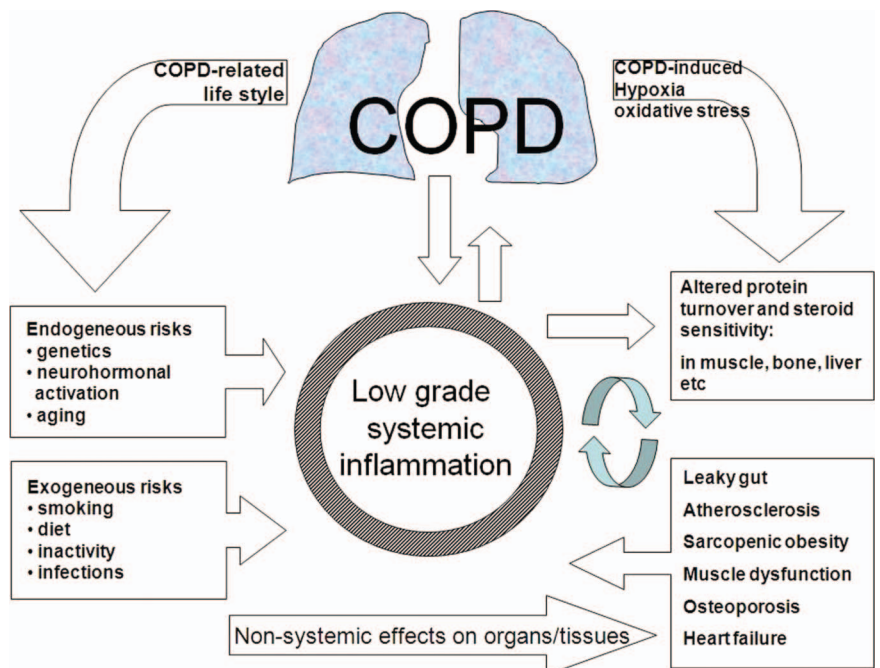 COPD-related
life style
COPD
COPD-induced
Hypoxia
oxidative stress
Endogeneous risks
• genetics
• neurohormonal
activation
• aging
Exogeneous risks
• smoking
• diet
• inactivity
• infections
Low grade
systemic
inflammation
Altered protein
turnover and steroid
sensitivity:
in muscle, bone, liver
etc
Leaky gut
Atherosclerosis
Sarcopenic obesity
Muscle dysfunction
Osteoporosis
Heart failure
Non-systemic effects on organs/tissues